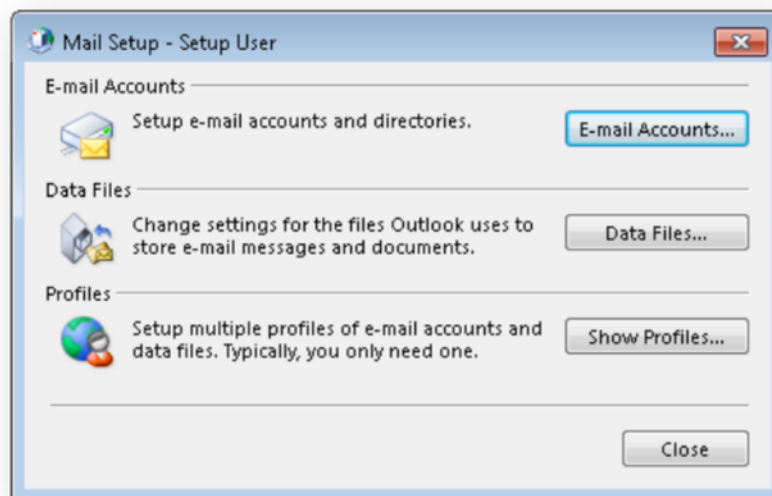 Mail Setup - Setup User
E-mail Accounts
Setup e-mail accounts and directories.
E-mail Accounts...
Data Files
Change settings for the files Outlook uses to
store e-mail messages and documents.
Data Files...
Profiles
Setup multiple profiles of e-mail accounts and
data files. Typically, you only need one.
Show Profiles...
Close